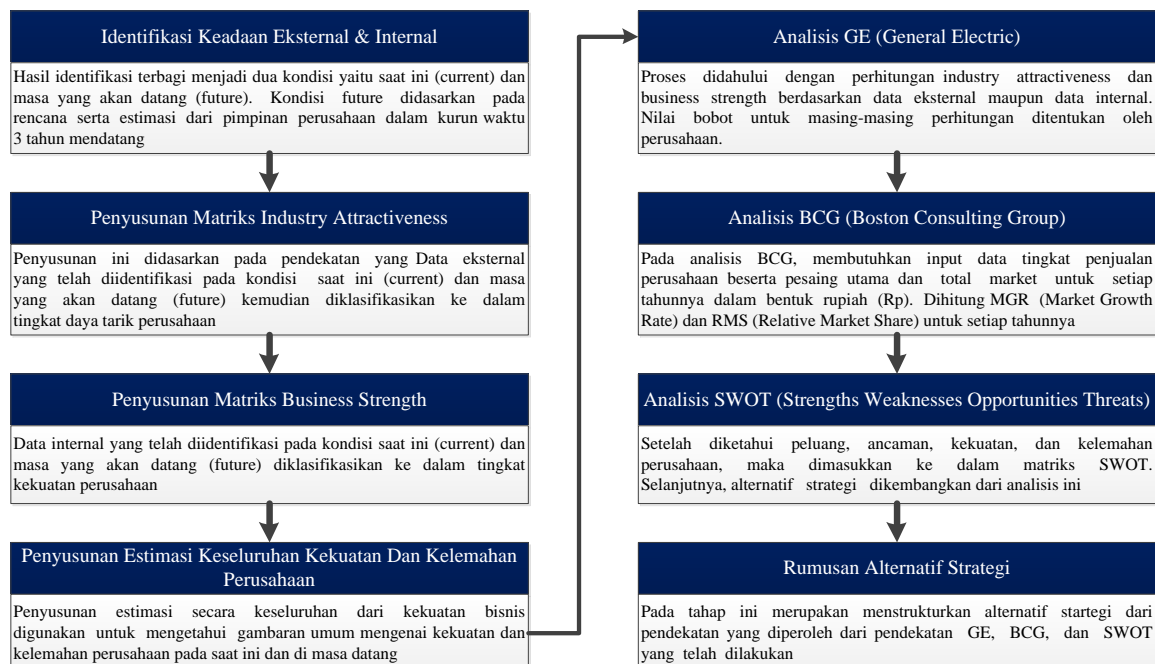 Identifikasi Keadaan Eksternal & Internal
Hasil identifikasi terbagi menjadi dua kondisi yaitu saat ini (current) dan
masa yang akan datang (future). Kondisi future didasarkan pada
rencana serta estimasi dari pimpinan perusahaan dalam kurun waktu
3 tahun mendatang
Penyusunan Matriks Industry Attractiveness
Penyusunan ini didasarkan pada pendekatan yang Data eksternal
yang telah diidentifikasi pada kondisi saat ini (current) dan masa
yang akan datang (future) kemudian diklasifikasikan ke dalam
tingkat daya tarik perusahaan
Penyusunan Matriks Business Strength
Data internal yang telah diidentifikasi pada kondisi saat ini (current) dan
masa yang akan datang (future) diklasifikasikan ke dalam tingkat
kekuatan perusahaan
Penyusunan Estimasi Keseluruhan Kekuatan Dan Kelemahan
Perusahaan
Penyusunan estimasi secara keseluruhan dari kekuatan bisnis
digunakan untuk mengetahui gambaran umum mengenai kekuatan dan
kelemahan perusahaan pada saat ini dan di masa datang
Analisis GE (General Electric)
Proses didahului dengan perhitungan industry attractiveness dan
business strength berdasarkan data eksternal maupun data internal.
Nilai bobot untuk masing-masing perhitungan ditentukan oleh
perusahaan.
Analisis BCG (Boston Consulting Group)
Pada analisis BCG, membutuhkan input data tingkat penjualan
perusahaan beserta pesaing utama dan total market untuk setiap
tahunnya dalam bentuk rupiah (Rp). Dihitung MGR (Market Growth
Rate) dan RMS (Relative Market Share) untuk setiap tahunnya
Analisis SWOT (Strengths Weaknesses Opportunities Threats)
Setelah diketahui peluang, ancaman, kekuatan, dan kelemahan
perusahaan, maka dimasukkan ke dalam matriks SWOT.
Selanjutnya, alternatif strategi dikembangkan dari analisis ini
Rumusan Alternatif Strategi
Pada tahap ini merupakan menstrukturkan alternatif startegi dari
pendekatan yang diperoleh dari pendekatan GE, BCG, dan SWOT
yang telah dilakukan